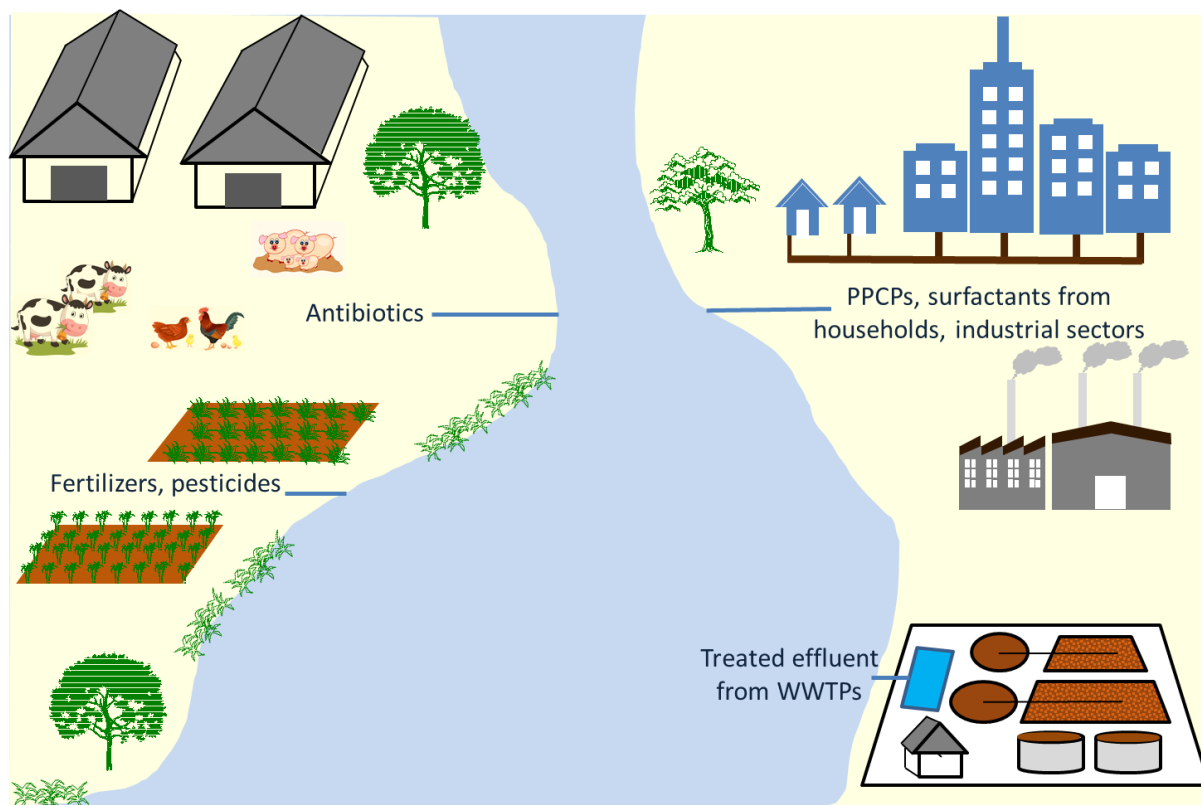 Antibiotics
PPCPs, surfactants from
households, industrial sectors
Fertilizers, pesticides
Treated effluent
from WWTPs